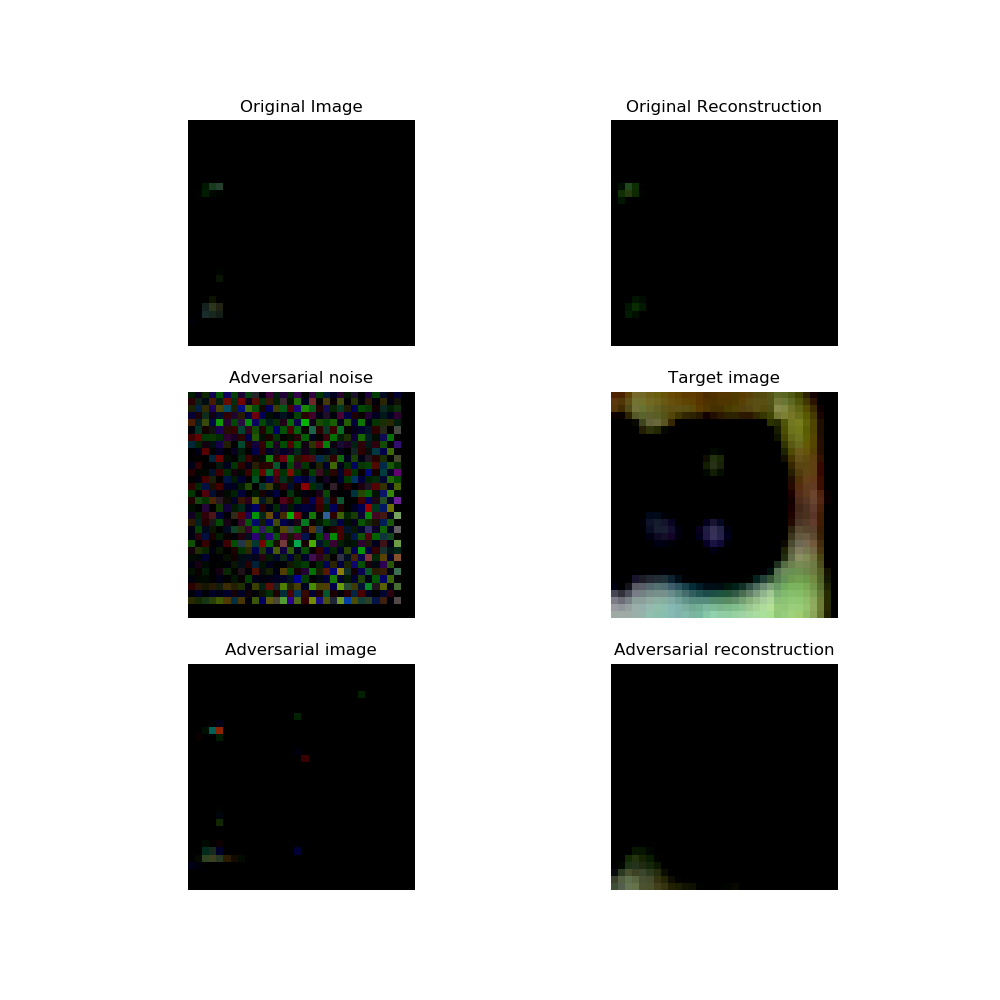 Original Image
Original Reconstruction
Adversarial noise
Target image
Adversarial image
Adversarial reconstruction